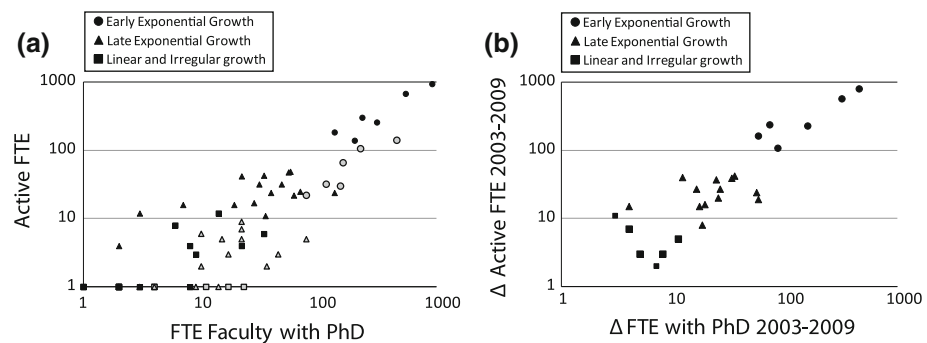 (a)
Early Exponential Growth
Late Exponential Growth
Linear and Irregular growth
Active FTE
1000
100
10
1
1 10 100 1000
FTE Faculty with PhD
(b)
Early Exponential Growth
Late Exponential Growth
Linear and Irregular growth
Δ Active FTE 2003-2009
1000
100
10
1
1 10 100 1000
Δ FTE with PhD 2003-2009